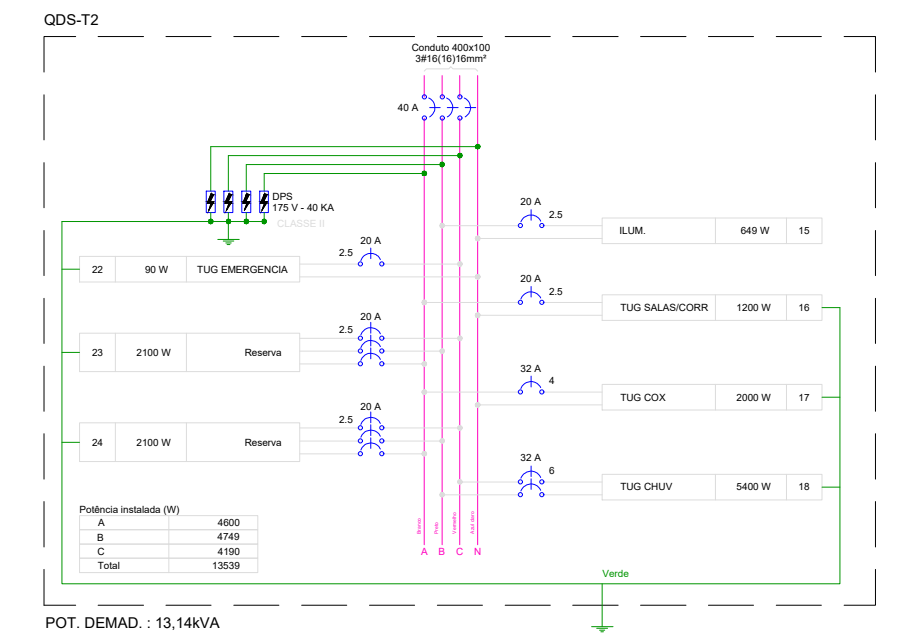 QDS-T2
Conduto 400x100
3#16(16)16mm²
40 A
DPS
175 V - 40 KA
CLASSE II
20 A
2.5
ILUM. 649 W 15
20 A
2.5
22 90 W TUG EMERGENCIA
20 A
2.5
TUG SALAS/CORR 1200 W 16
20 A
2.5
23 2100 W Reserva
32 A
4
TUG COX 2000 W 17
20 A
2.5
24 2100 W Reserva
32 A
6
TUG CHUV 5400 W 18
Potência instalada (W)
A 4600
B 4749
C 4190
Total 13539
Branco
Preto
Vermelho
Azul claro
A B C N
Verde
POT. DEMAD. : 13,14kVA